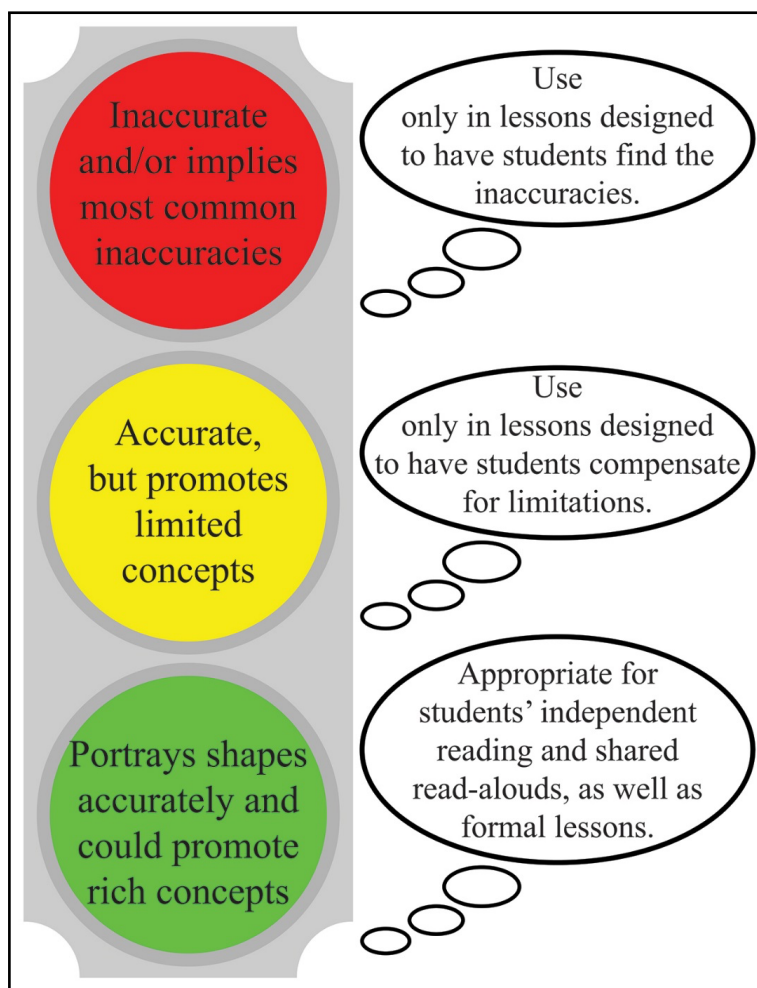 Inaccurate
and/or implies
most common
inaccuracies
Use
only in lessons designed
to have students find the
inaccuracies.
Accurate,
but promotes
limited
concepts
Use
only in lessons designed
to have students compensate
for limitations.
Portrays shapes
accurately and
could promote
rich concepts
Appropriate for
students’ independent
reading and shared
read-alouds, as well as
formal lessons.